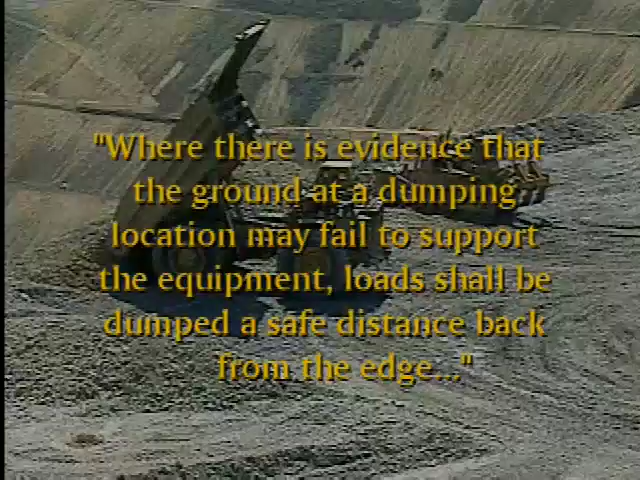 "Where there is evidence that
the ground at a dumping
location may fail to support
the equipment, loads shall be
dumped a safe distance back
from the edge..."